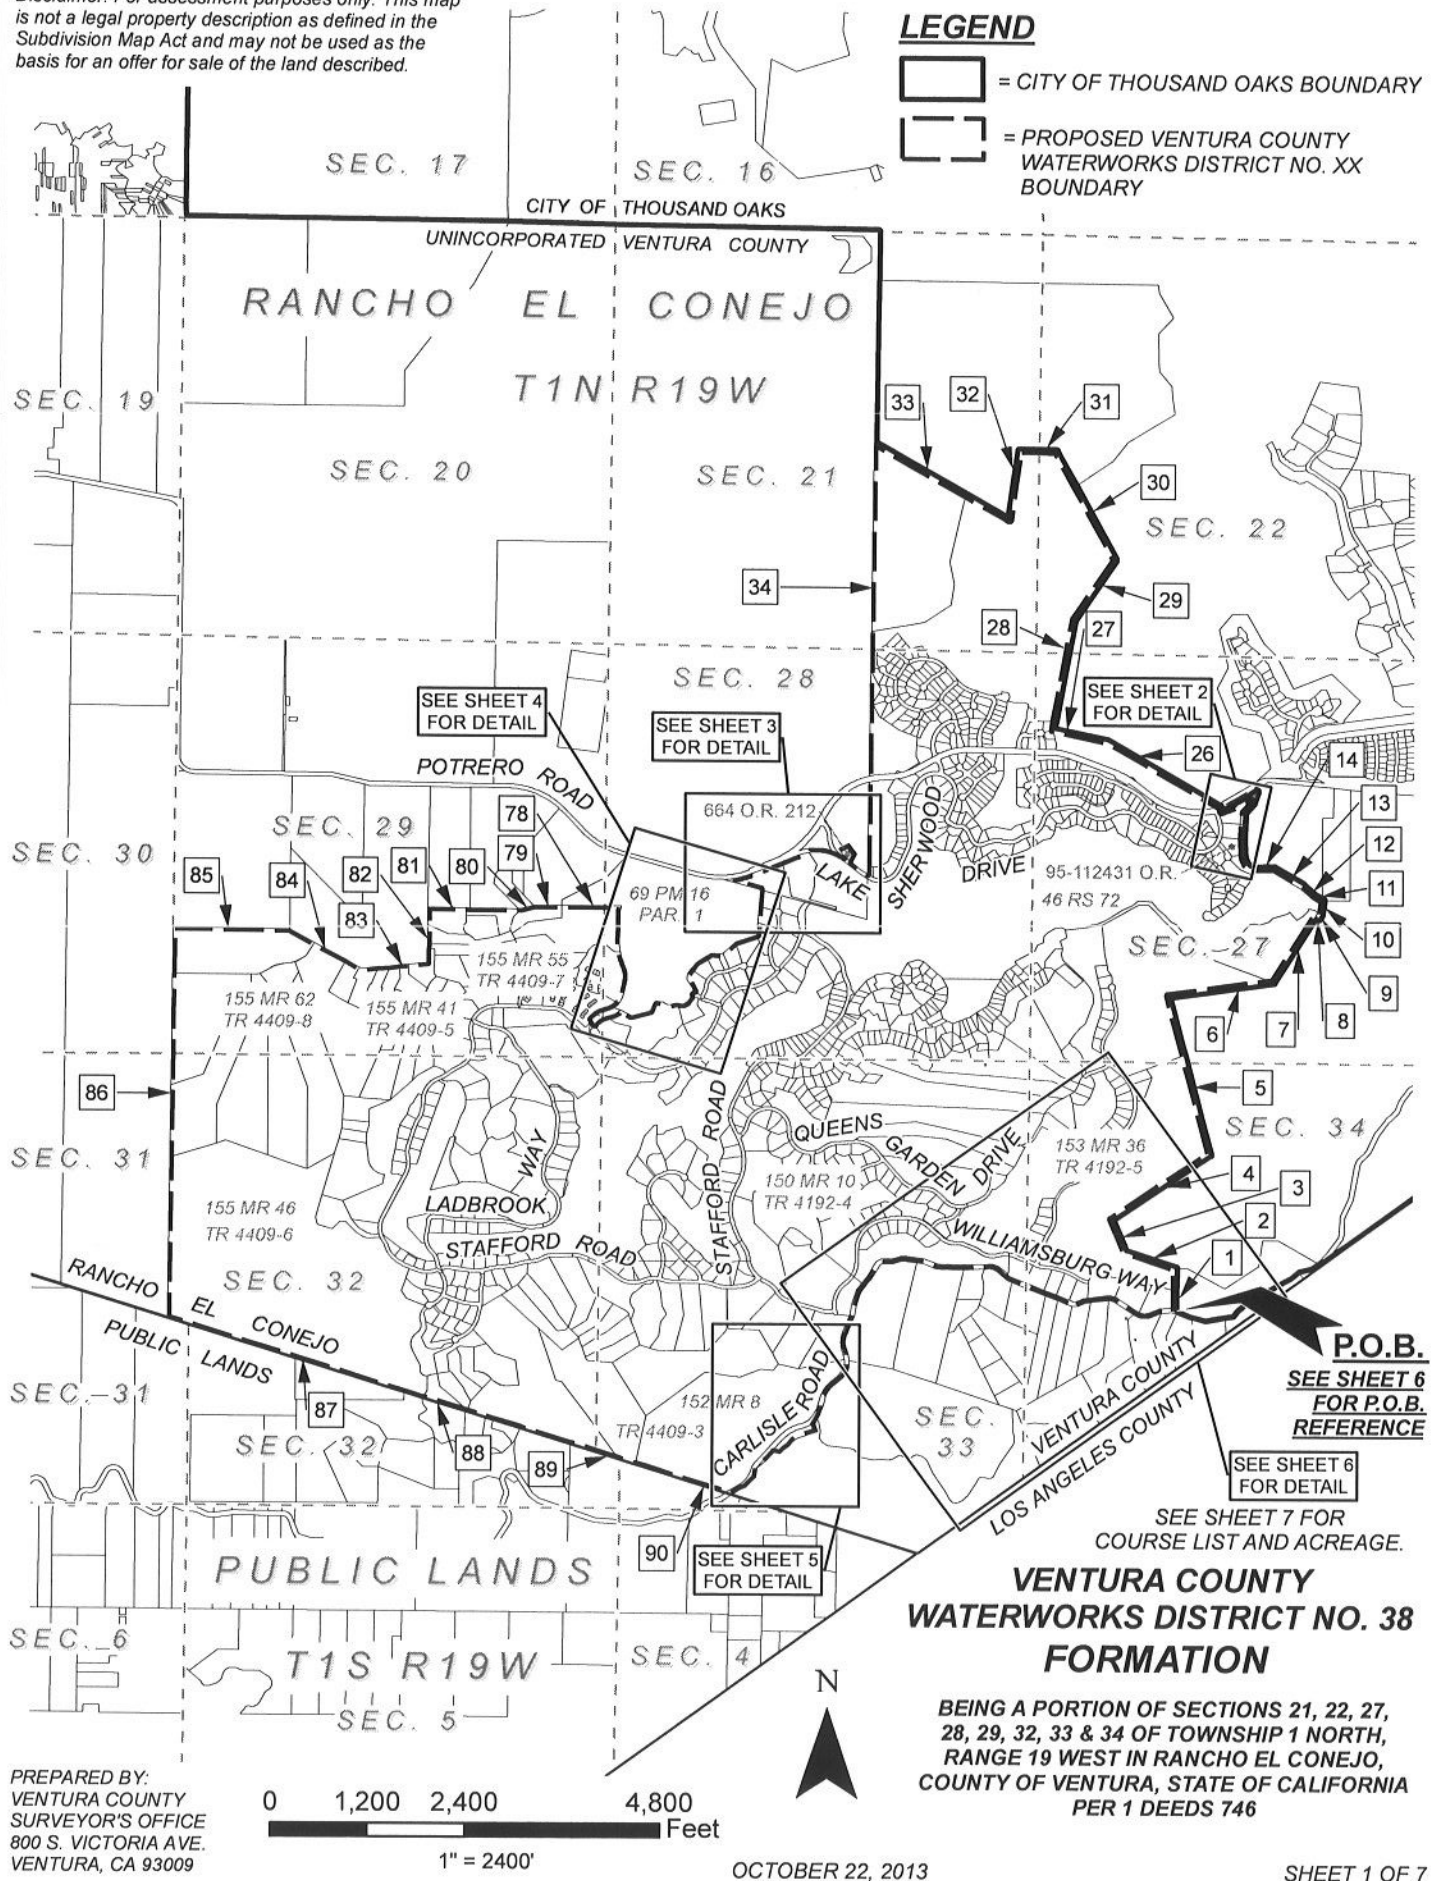 is not a legal property description as defined in the
Subdivision Map Act and may not be used as the
basis for an offer for sale of the land described.
LEGEND
= CITY OF THOUSAND OAKS BOUNDARY
= PROPOSED VENTURA COUNTY
WATERWORKS DISTRICT NO. XX
BOUNDARY
SEC. 17
SEC. 16
CITY OF THOUSAND OAKS
UNINCORPORATED VENTURA COUNTY
RANCHO EL CONEJO
T1N R19W
SEC. 19
SEC. 20
SEC. 21
33
32
31
30
SEC. 22
34
29
28
27
SEC. 28
SEE SHEET 4
FOR DETAIL
SEE SHEET 3
FOR DETAIL
SEE SHEET 2
FOR DETAIL
26
14
POTRERO ROAD
664 O.R. 212
LAKE SHERWOOD DRIVE
13
12
11
10
9
8
7
6
SEC. 29
SEC. 30
78
79
80
81
82
83
84
85
69 PM 16
PAR. 1
95-112431 O.R.
46 RS 72
SEC. 27
155 MR 55
TR 4409-7
155 MR 62
TR 4409-8
155 MR 41
TR 4409-5
86
5
SEC. 31
SEC. 34
QUEENS GARDEN DRIVE
153 MR 36
TR 4192-5
150 MR 10
TR 4192-4
STAFFORD ROAD
LADBROOK WAY
155 MR 46
TR 4409-6
4
3
2
1
WILLIAMSBURG WAY
STAFFORD ROAD
SEC. 32
RANCHO EL CONEJO
PUBLIC LANDS
P.O.B.
SEE SHEET 6
FOR P.O.B.
REFERENCE
SEC. 31
87
SEC. 32
88
89
152 MR 8
TR 4409-3
CARLISLE ROAD
SEC.
33
VENTURA COUNTY
LOS ANGELES COUNTY
SEE SHEET 6
FOR DETAIL
SEE SHEET 7 FOR
COURSE LIST AND ACREAGE.
90
SEE SHEET 5
FOR DETAIL
PUBLIC LANDS
SEC. 6
T1S R19W
SEC. 4
SEC. 5
VENTURA COUNTY
WATERWORKS DISTRICT NO. 38
FORMATION
N
BEING A PORTION OF SECTIONS 21, 22, 27,
28, 29, 32, 33 & 34 OF TOWNSHIP 1 NORTH,
RANGE 19 WEST IN RANCHO EL CONEJO,
COUNTY OF VENTURA, STATE OF CALIFORNIA
PER 1 DEEDS 746
PREPARED BY:
VENTURA COUNTY
SURVEYOR'S OFFICE
800 S. VICTORIA AVE.
VENTURA, CA 93009
0 1,200 2,400 4,800
Feet
1" = 2400'
OCTOBER 22, 2013
SHEET 1 OF 7